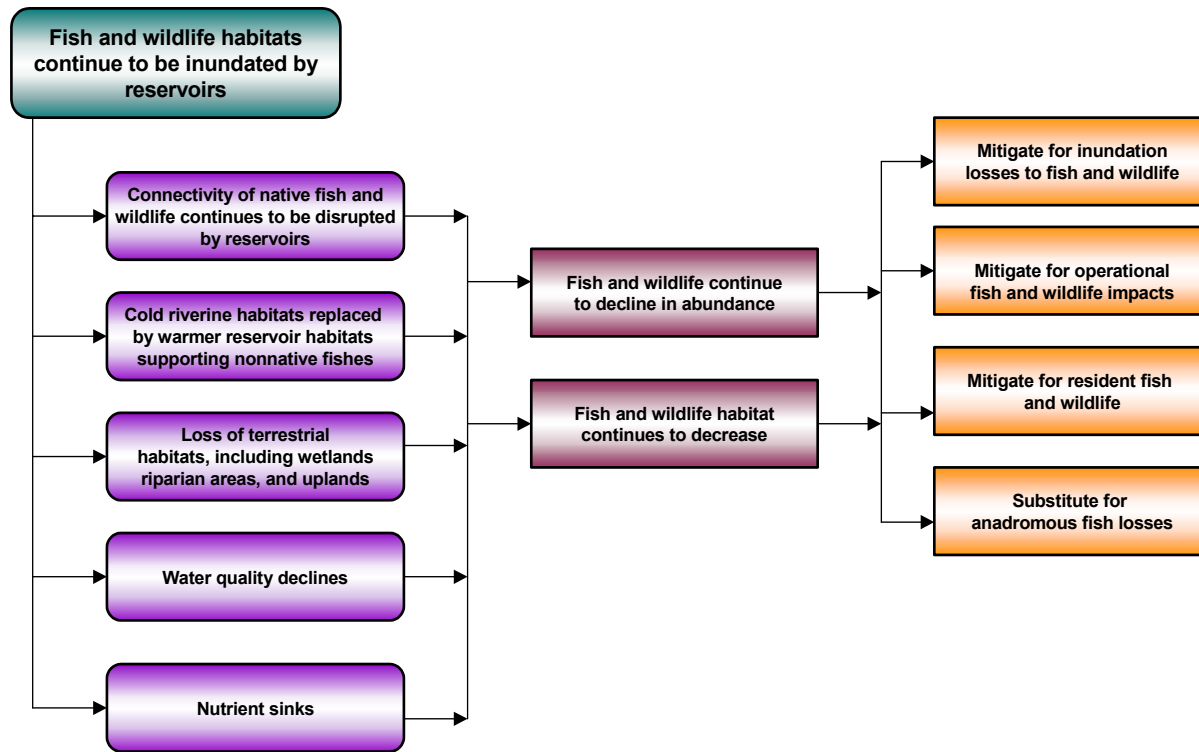 Fish and wildlife habitats
continue to be inundated by
reservoirs
Connectivity of native fish and
wildlife continues to be disrupted
by reservoirs
Cold riverine habitats replaced
by warmer reservoir habitats
supporting nonnative fishes
Loss of terrestrial
habitats, including wetlands
riparian areas, and uplands
Water quality declines
Nutrient sinks
Fish and wildlife continue
to decline in abundance
Fish and wildlife habitat
continues to decrease
Mitigate for inundation
losses to fish and wildlife
Mitigate for operational
fish and wildlife impacts
Mitigate for resident fish
and wildlife
Substitute for
anadromous fish losses